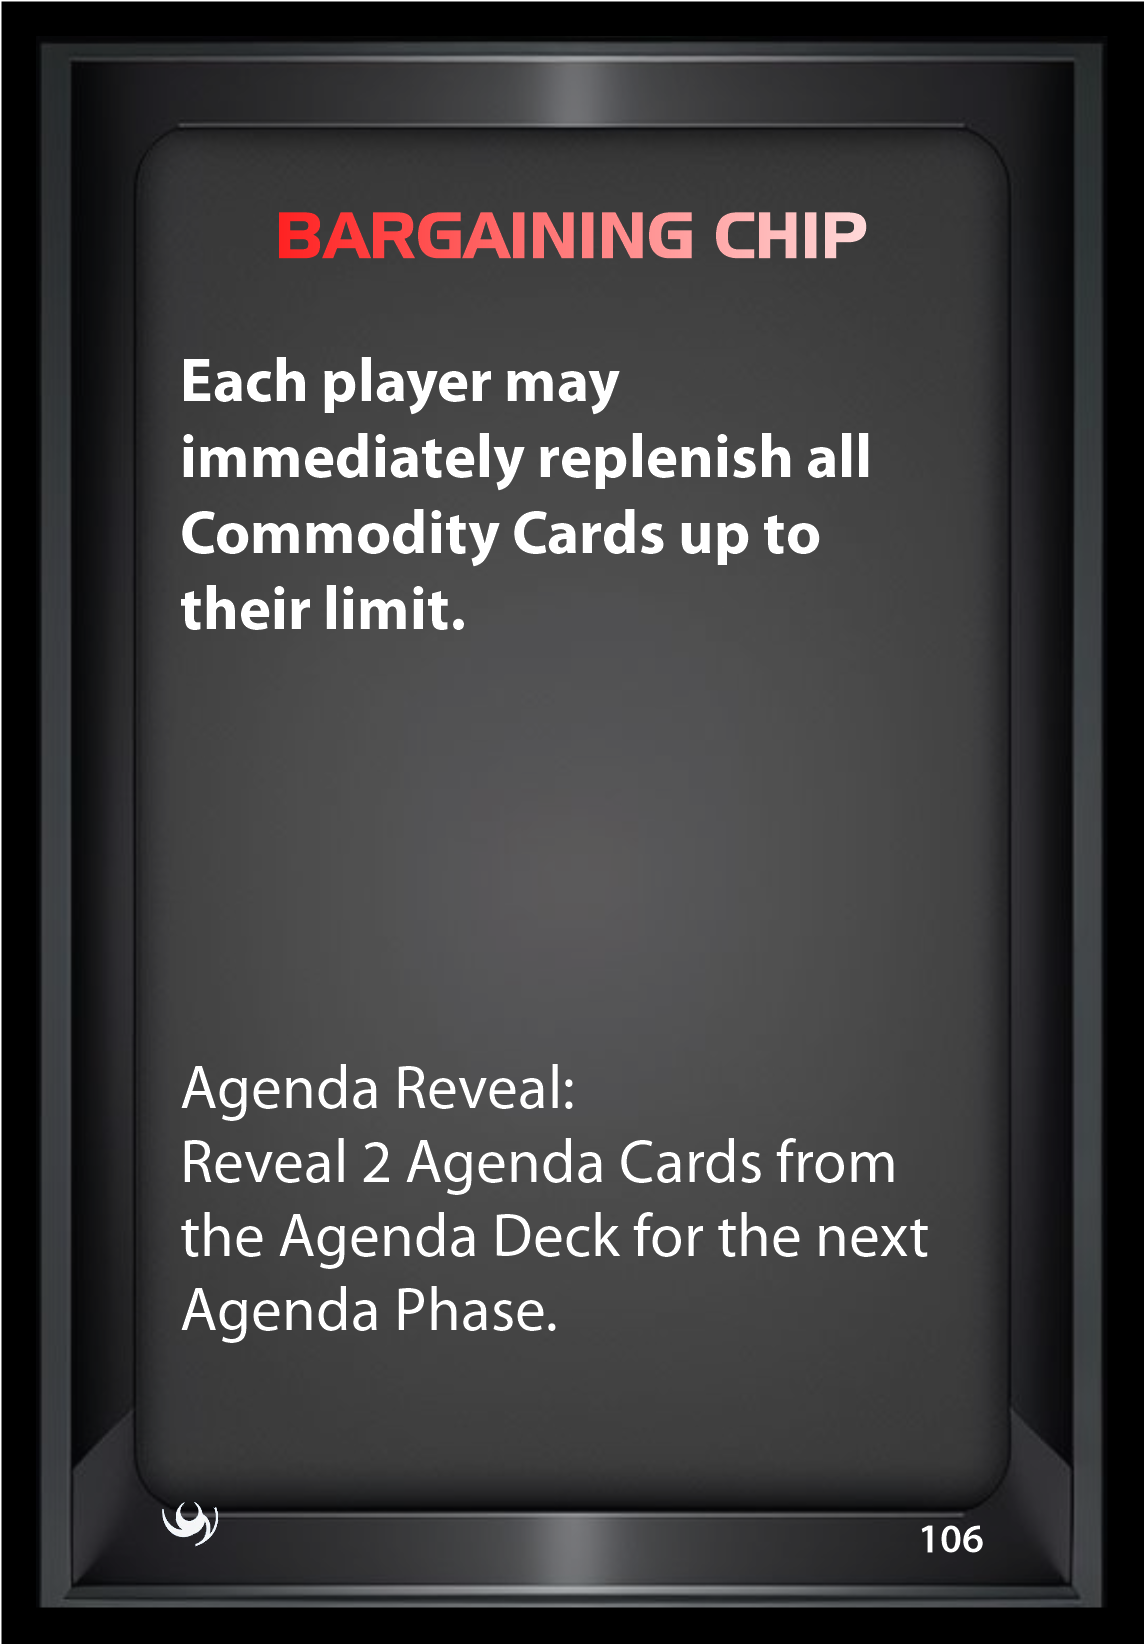 BARGAINING CHIP
Each player may
immediately replenish all
Commodity Cards up to
their limit.
Agenda Reveal:
Reveal 2 Agenda Cards from
the Agenda Deck for the next
Agenda Phase.
106